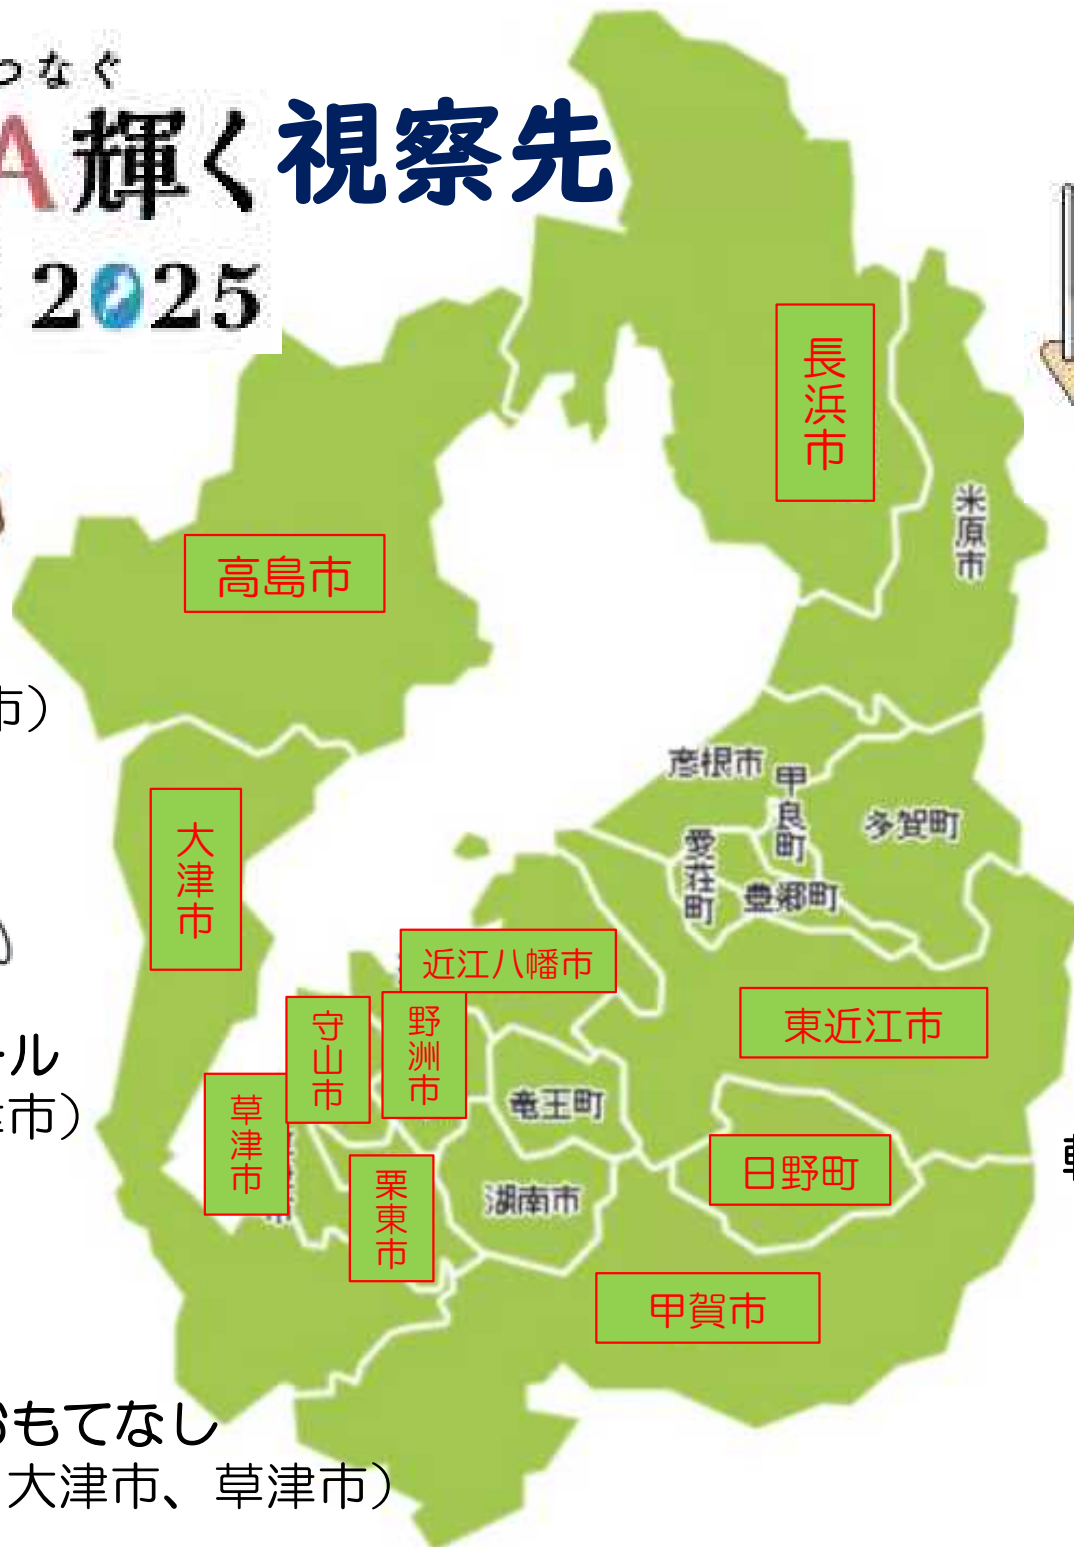 つなぐ
A輝く
2025
視察先
長浜市
米原市
高島市
市）
彦根市
甲良町
多賀町
愛荘町
豊郷町
大津市
近江八幡市
守山市
野洲市
東近江市
ール
津市）
草津市
竜王町
日野町
栗東市
湖南市
甲賀市
おもてなし
大津市、草津市）